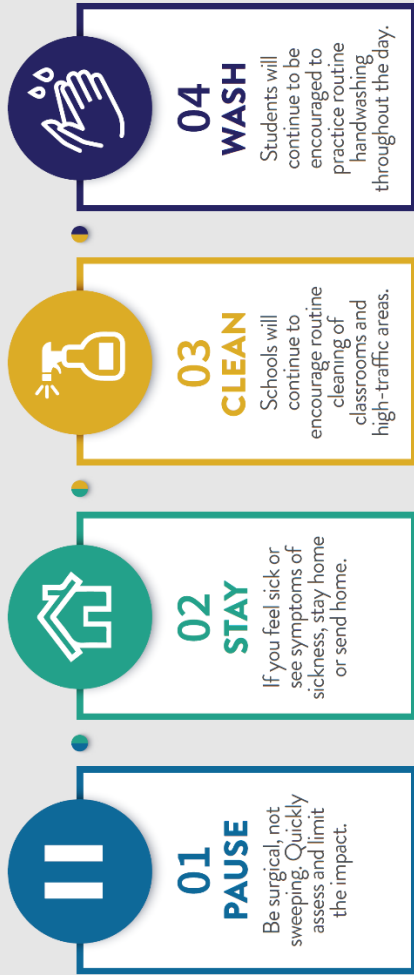 01
PAUSE
Be surgical, not
sweeping. Quickly
assess and limit
the impact.
02
STAY
If you feel sick or
see symptoms of
sickness, stay home
or send home.
03
CLEAN
Schools will
continue to
encourage routine
cleaning of
classrooms and
high-traffic areas.
04
WASH
Students will
continue to be
encouraged to
practice routine
handwashing
throughout the day.